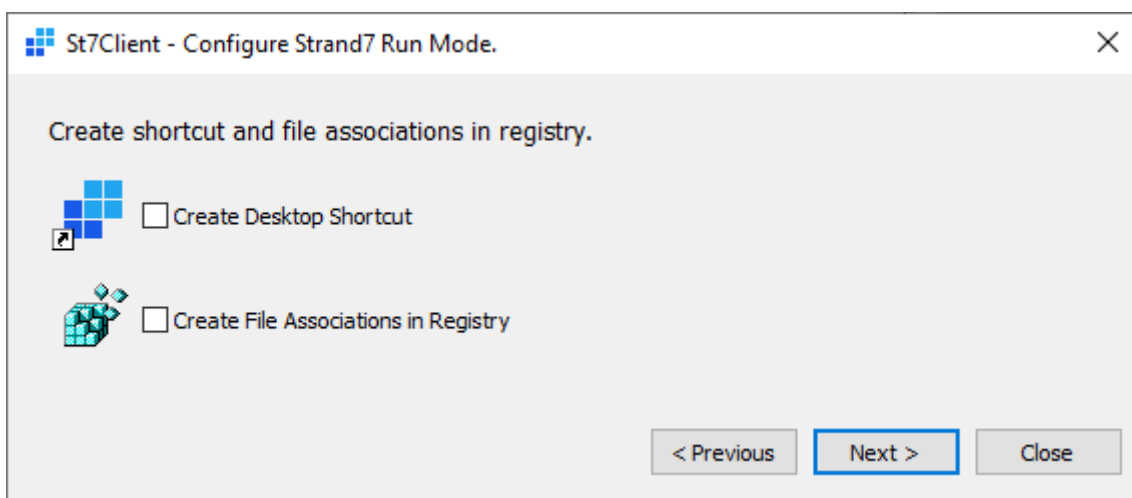 St7Client - Configure Strand7 Run Mode.
Create shortcut and file associations in registry.
Create Desktop Shortcut
Create File Associations in Registry
< Previous
Next >
Close